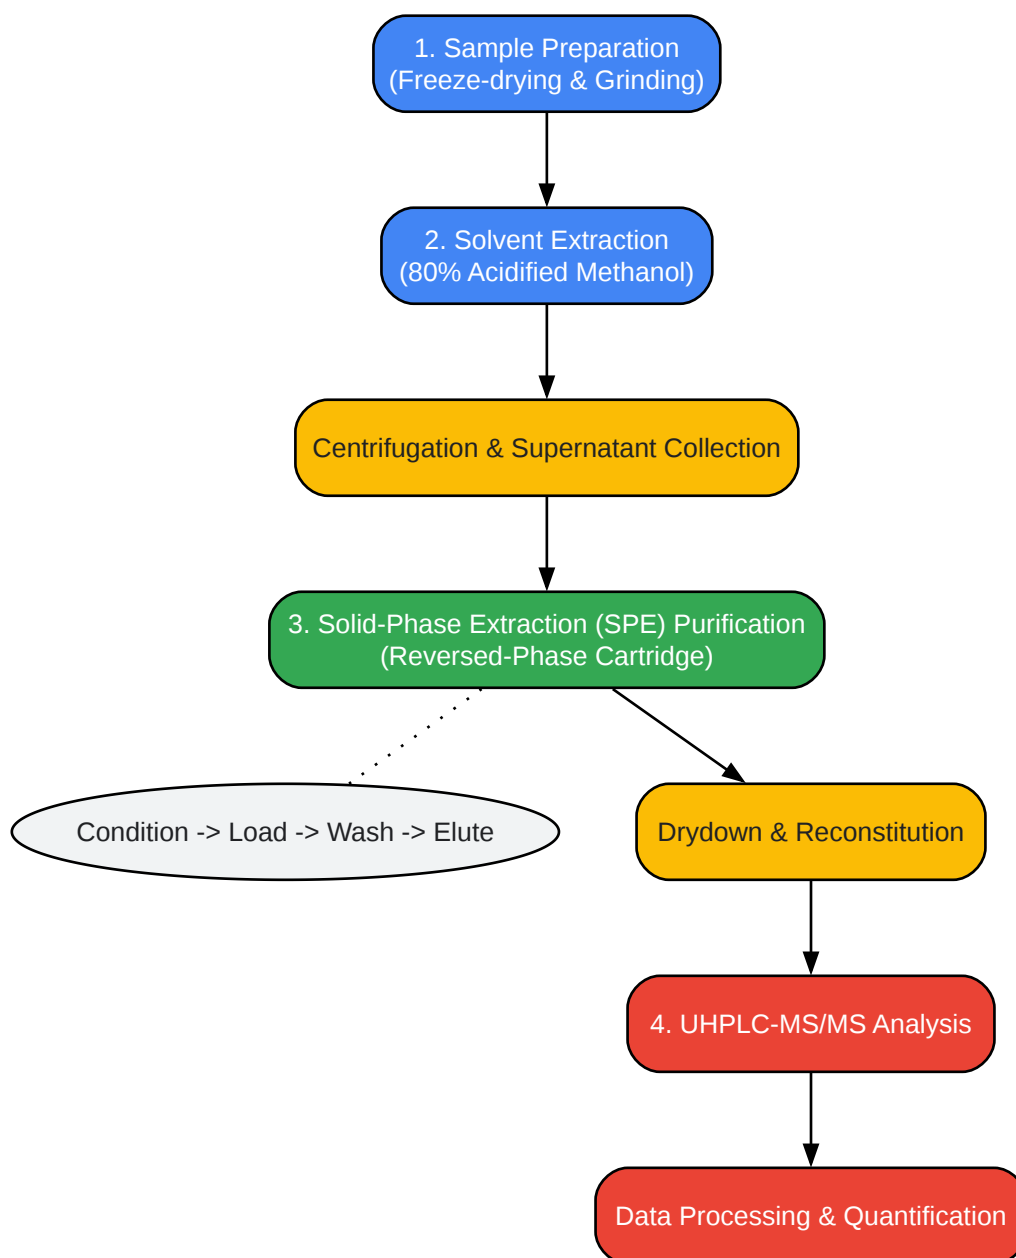 1. Sample Preparation
(Freeze-drying & Grinding)
2. Solvent Extraction
(80% Acidified Methanol)
Centrifugation & Supernatant Collection
3. Solid-Phase Extraction (SPE) Purification
(Reversed-Phase Cartridge)
Condition -> Load -> Wash -> Elute
Drydown & Reconstitution
4. UHPLC-MS/MS Analysis
Data Processing & Quantification